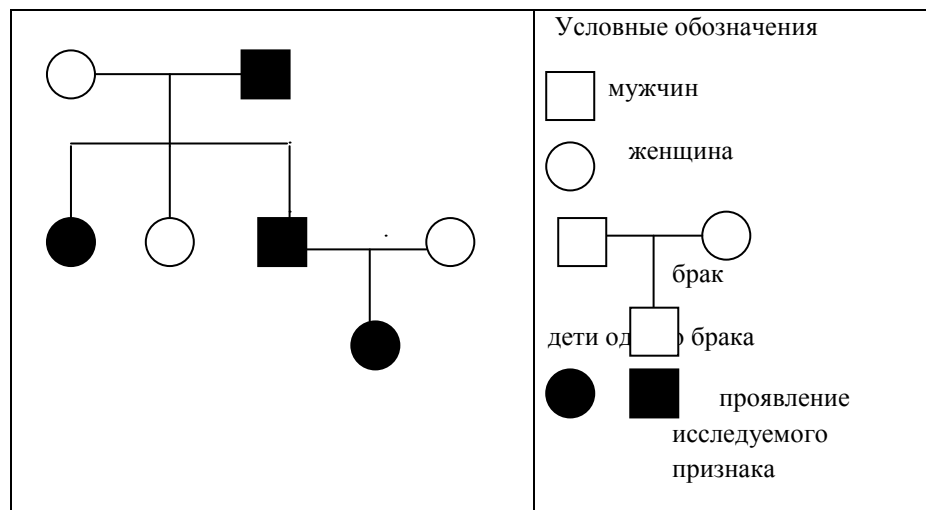 Условные обозначения
мужчин
женщина
брак
дети од о брака
проявление
исследуемого
признака